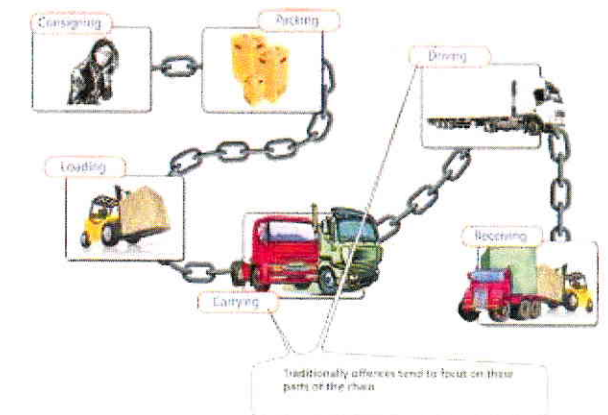 Consigning
Packing
Driving
Loading
Receiving
Carrying
Traditionally offences tend to focus on these
parts of the chain